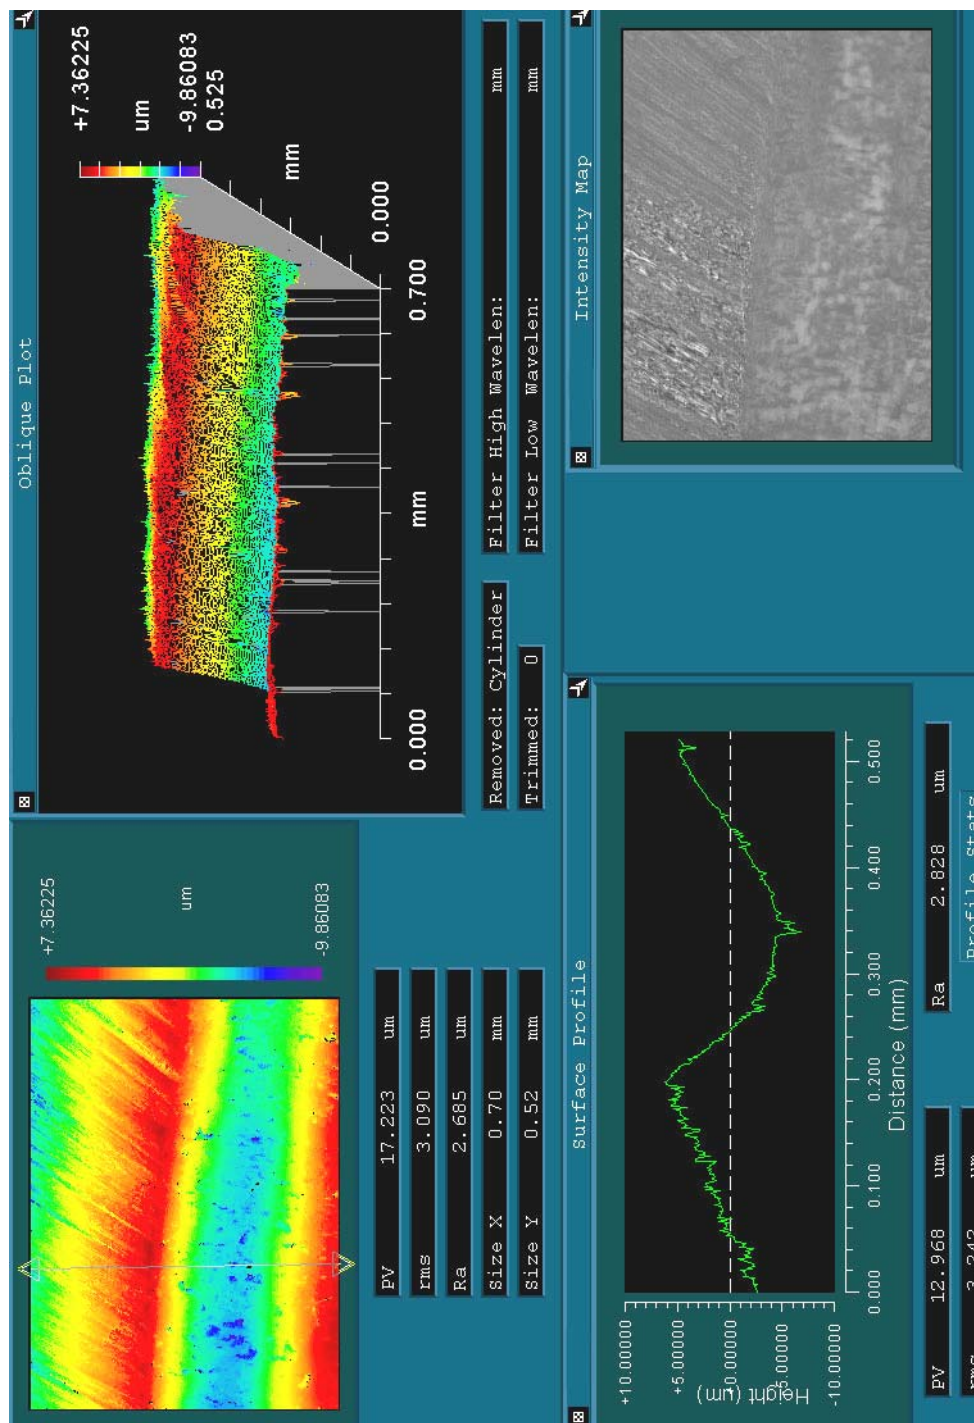 +7.36225
um
-9.86083
PV 17.223 um
rms 3.090 um
Ra 2.685 um
Size X 0.70 mm
Size Y 0.52 mm
Oblique Plot
+7.36225
um
-9.86083
0.525
mm
0.000
0.700
mm
0.000
Removed: Cylinder
Filter High Wavelen: mm
Trimmed: 0
Filter Low Wavelen: mm
Surface Profile
+10.00000
+5.00000
0.00000
5.00000
-10.00000
Height (um)
0.000
0.100
0.200
0.300
0.400
0.500
Distance (mm)
PV 12.968 um
Ra 2.828 um
Profile Stats
Intensity Map